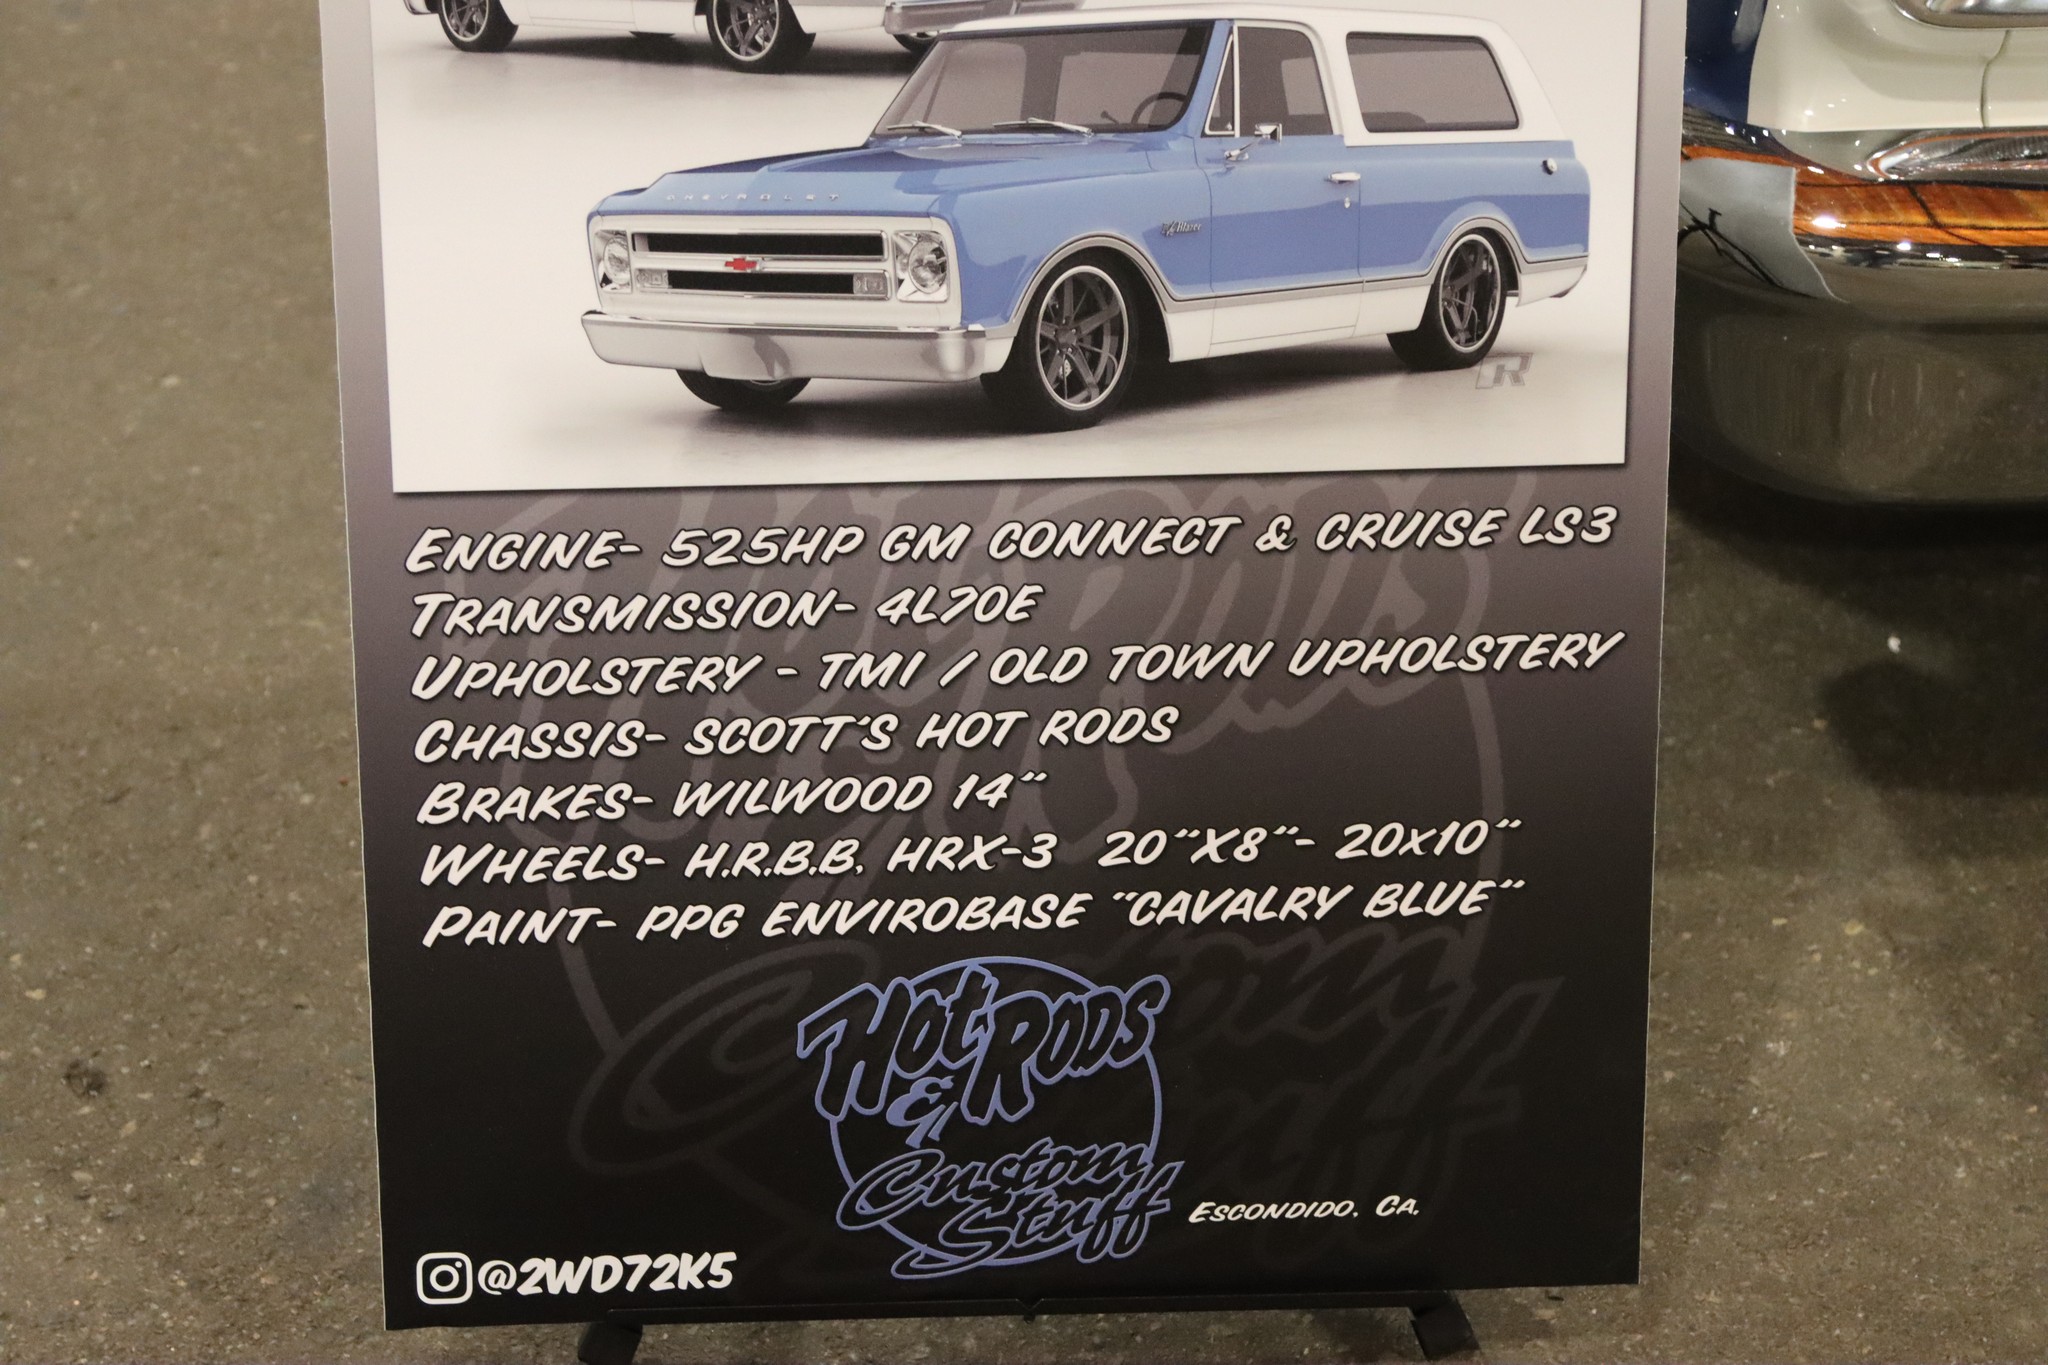 CHEVROLET
K/5 Blazer
R
ENGINE- 525HP GM CONNECT & CRUISE LS3
TRANSMISSION- 4L70E
UPHOLSTERY - TMI / OLD TOWN UPHOLSTERY
CHASSIS- SCOTT'S HOT RODS
BRAKES- WILWOOD 14"
WHEELS- H.R.B.B. HRX-3 20"X8"- 20X10"
PAINT- PPG ENVIROBASE "CAVALRY BLUE"
Hot Rods
&
Custom
Stuff
ESCONDIDO, CA.
@2WD72K5